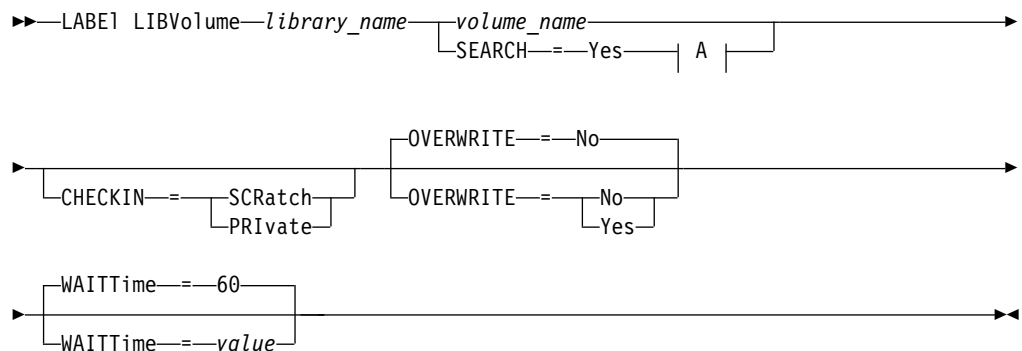 LABEl LIBVolume library_name volume_name
SEARCH = Yes A
OVERWRITE = No
CHECKIN = SCRatch OVERWRITE = No
PRIvate Yes
WAITTime = 60
WAITTime = value